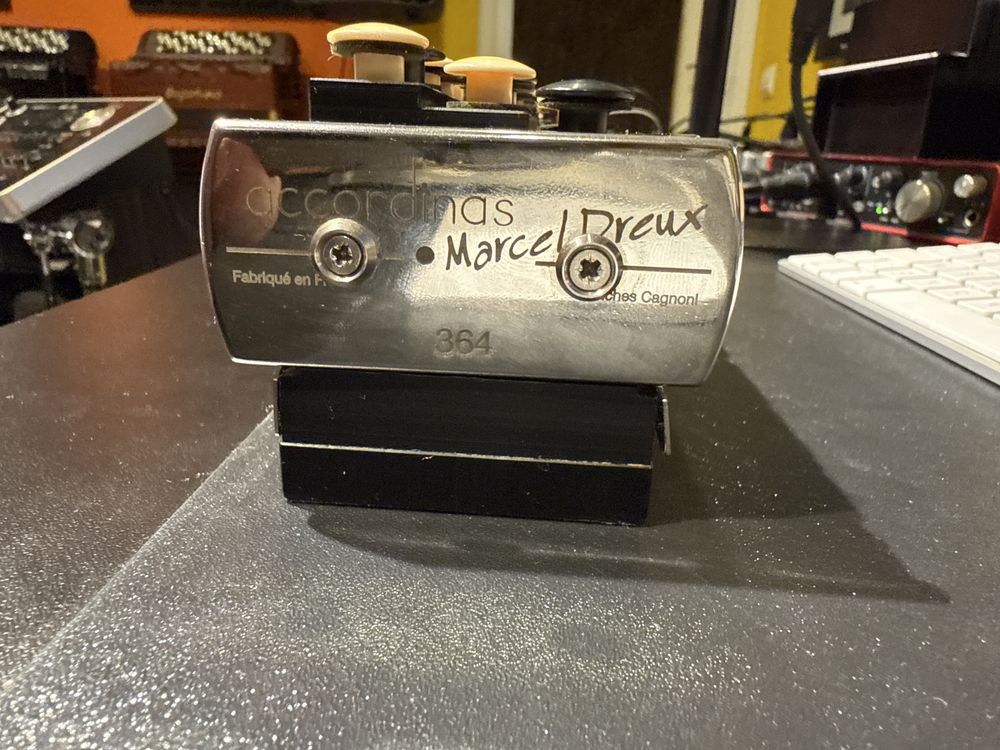 accordinas
Marcel Dreux
Fabriqué en
Cagnoni
364